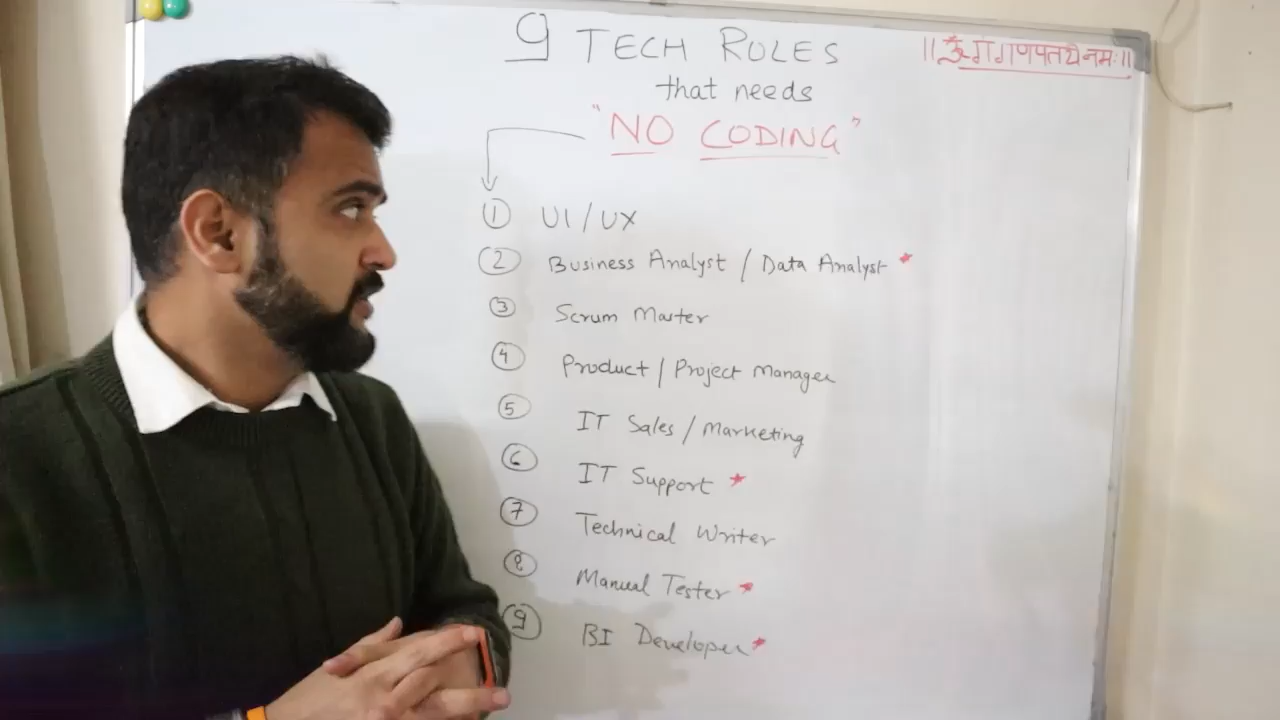 9 TECH ROLES
that needs
"NO CODING"
॥ ॐ गं गणपतये नमः ॥
① UI / UX
② Business Analyst / Data Analyst *
③ Scrum Master
④ Product / Project Manager
⑤ IT Sales / Marketing
⑥ IT Support *
⑦ Technical Writer
⑧ Manual Tester *
⑨ BI Developer *